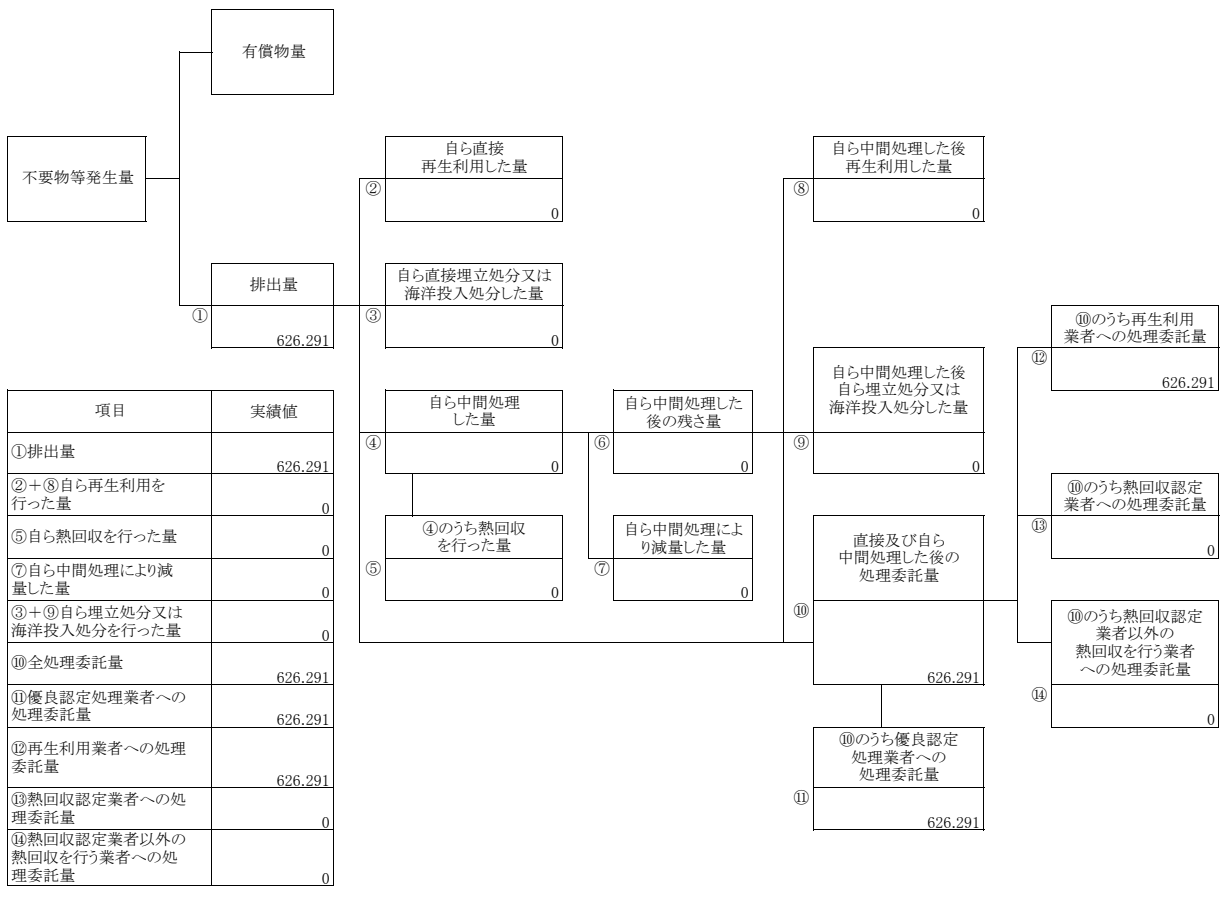 有償物量
不要物等発生量
自ら直接
再生利用した量
②
0
自ら中間処理した後
再生利用した量
⑧
0
排出量
①
626.291
自ら直接埋立処分又は
海洋投入処分した量
③
0
自ら中間処理
した量
④
0
自ら中間処理した
後の残さ量
⑥
0
自ら中間処理した後
自ら埋立処分又は
海洋投入処分した量
⑨
0
⑩のうち再生利用
業者への処理委託量
⑫
626.291
④のうち熱回収
を行った量
⑤
0
自ら中間処理によ
り減量した量
⑦
0
直接及び自ら
中間処理した後の
処理委託量
⑩
626.291
⑩のうち熱回収認定
業者への処理委託量
⑬
0
⑩のうち熱回収認定
業者以外の
熱回収を行う業者
への処理委託量
⑭
0
⑩のうち優良認定
処理業者への
処理委託量
⑪
626.291
項目
実績値
①排出量
626.291
②+⑧自ら再生利用を
行った量
0
⑤自ら熱回収を行った量
0
⑦自ら中間処理により減
量した量
0
③+⑨自ら埋立処分又は
海洋投入処分を行った量
0
⑩全処理委託量
626.291
⑪優良認定処理業者への
処理委託量
626.291
⑫再生利用業者への処理
委託量
626.291
⑬熱回収認定業者への処
理委託量
0
⑭熱回収認定業者以外の
熱回収を行う業者への処
理委託量
0